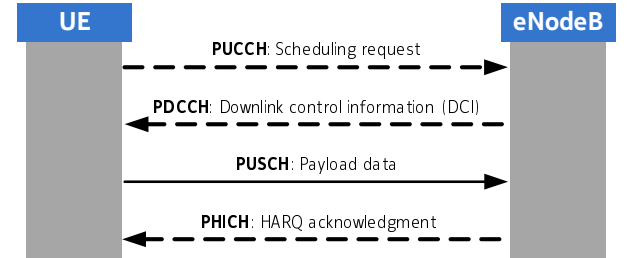 UE
eNodeB
PUCCH: Scheduling request
PDCCH: Downlink control information (DCI)
PUSCH: Payload data
PHICH: HARQ acknowledgment